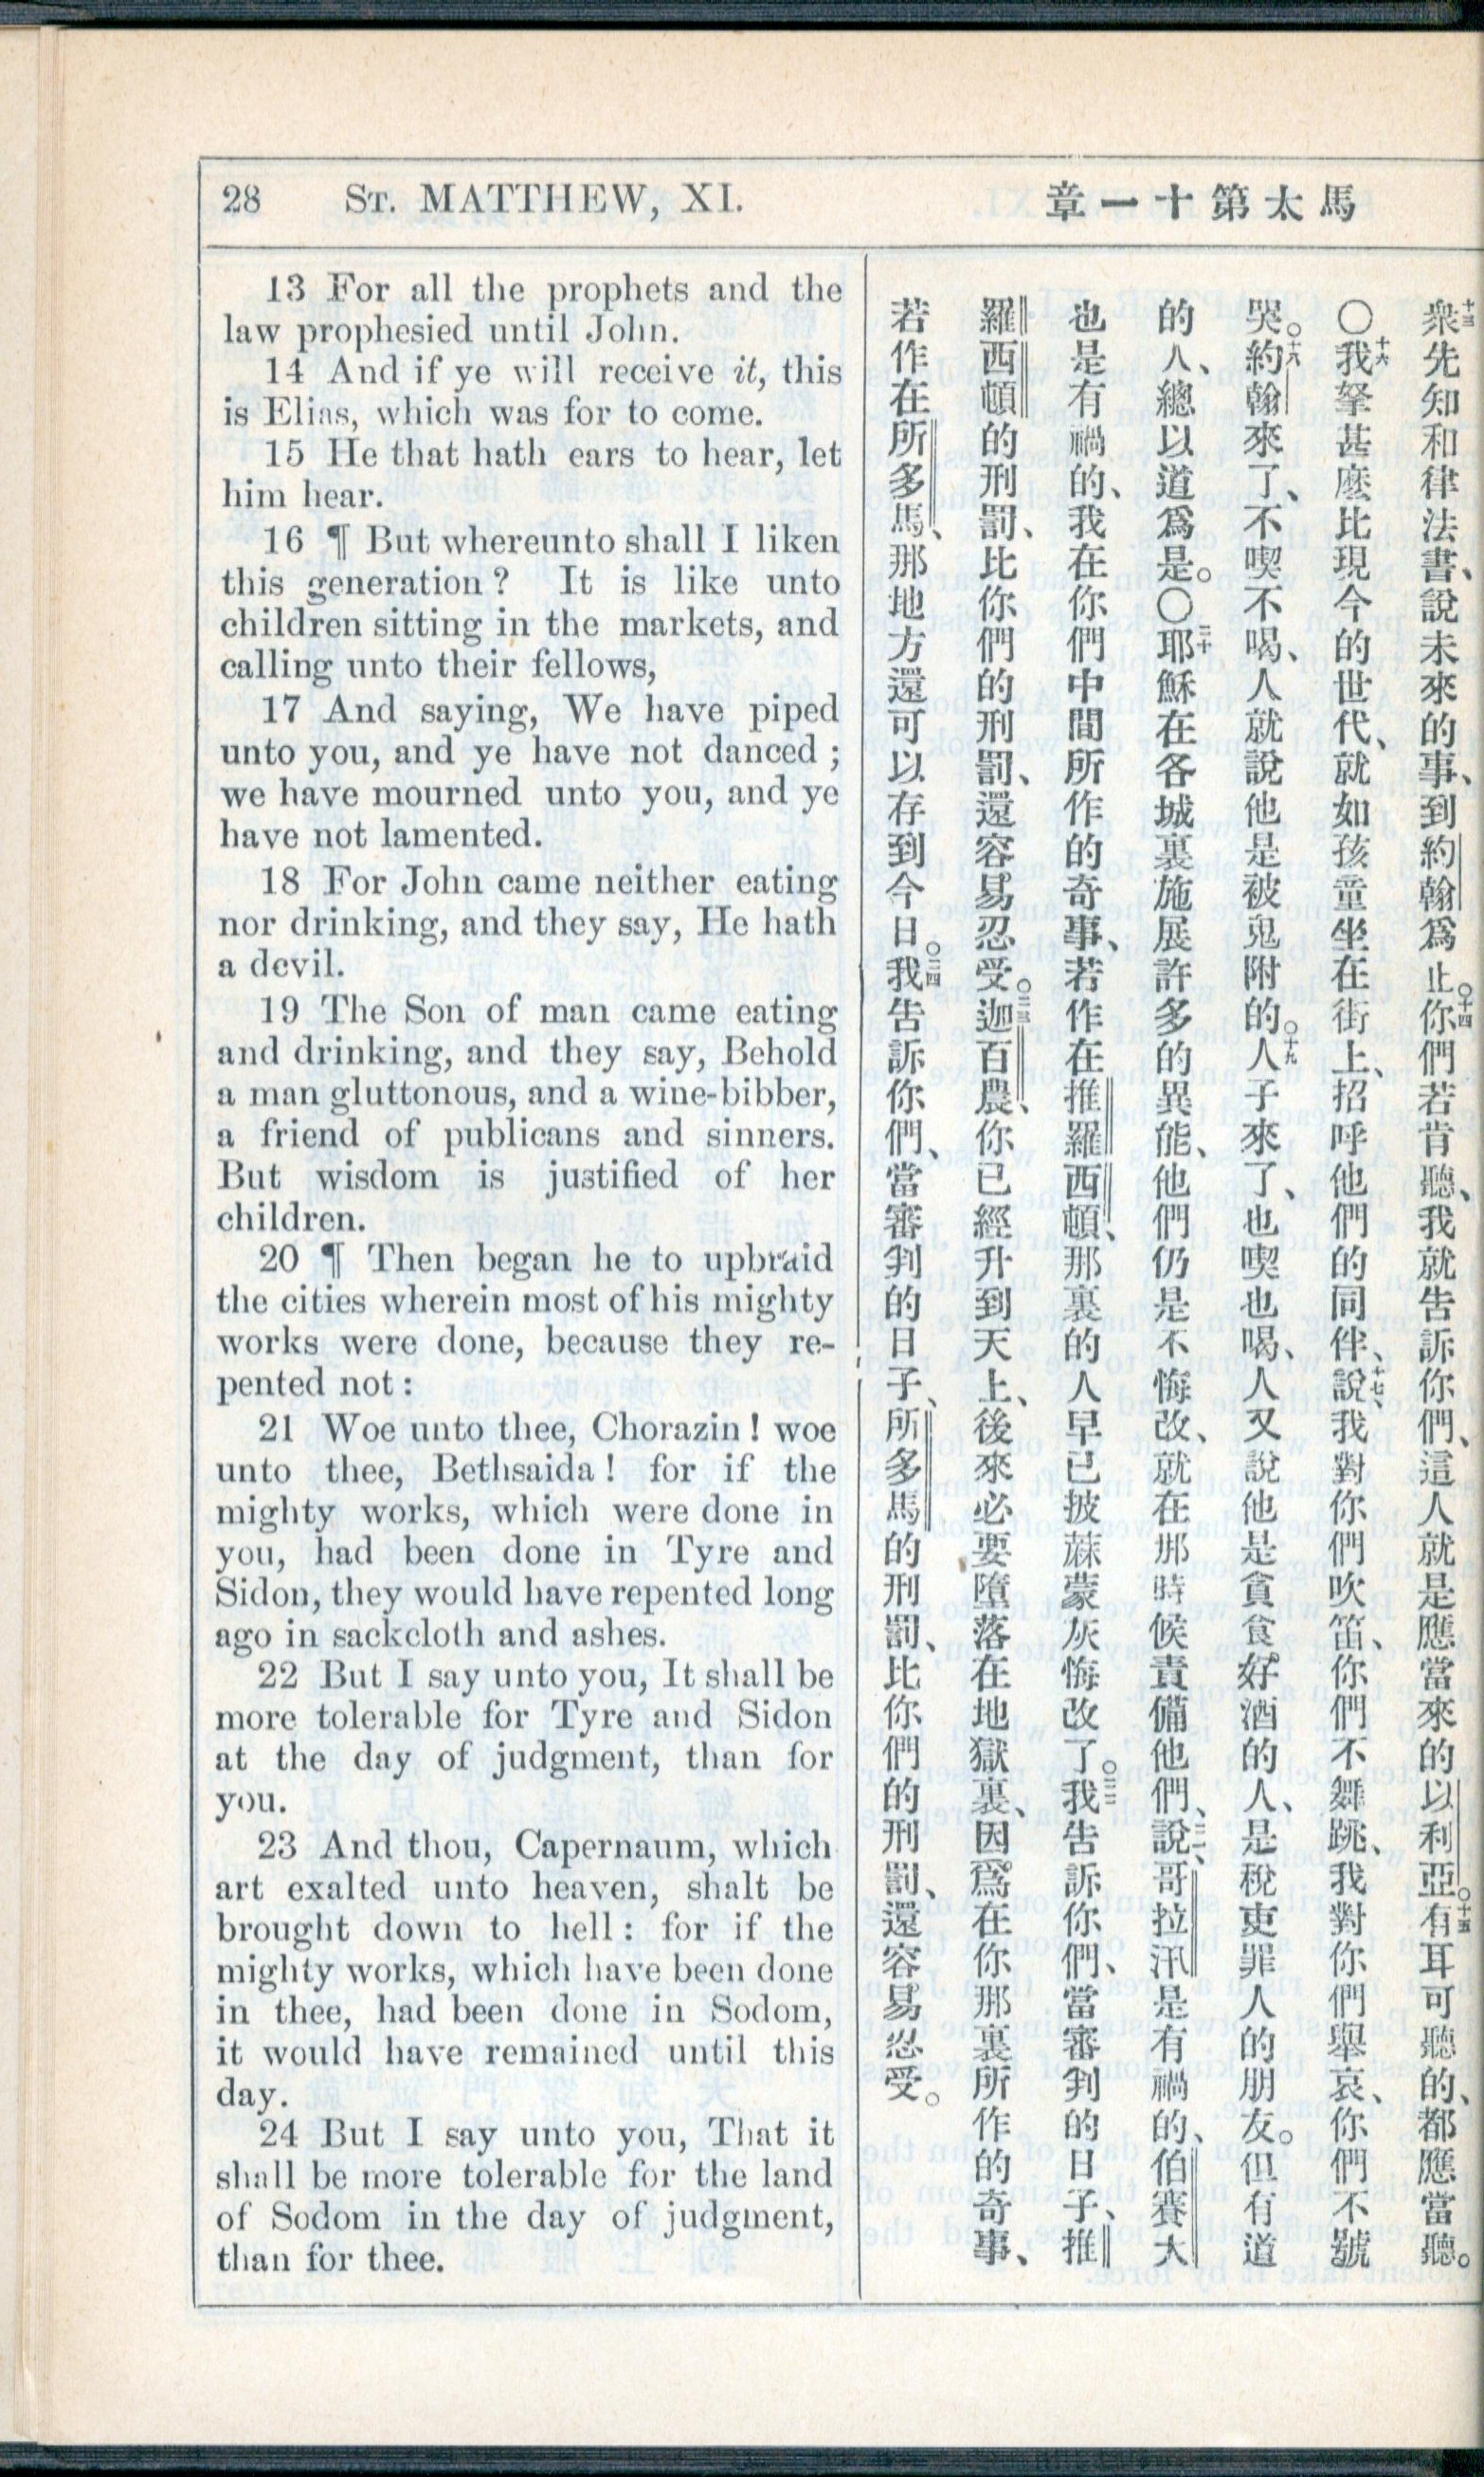 28 St. MATTHEW, XI.
章一十第太馬
13 For all the prophets and the
law prophesied until John.
14 And if ye will receive it, this
is Elias, which was for to come.
15 He that hath ears to hear, let
him hear.
16 ¶ But whereunto shall I liken
this generation? It is like unto
children sitting in the markets, and
calling unto their fellows,
17 And saying, We have piped
unto you, and ye have not danced;
we have mourned unto you, and ye
have not lamented.
18 For John came neither eating
nor drinking, and they say, He hath
a devil.
19 The Son of man came eating
and drinking, and they say, Behold
a man gluttonous, and a wine-bibber,
a friend of publicans and sinners.
But wisdom is justified of her
children.
20 ¶ Then began he to upbraid
the cities wherein most of his mighty
works were done, because they re-
pented not:
21 Woe unto thee, Chorazin! woe
unto thee, Bethsaida! for if the
mighty works, which were done in
you, had been done in Tyre and
Sidon, they would have repented long
ago in sackcloth and ashes.
22 But I say unto you, It shall be
more tolerable for Tyre and Sidon
at the day of judgment, than for
you.
23 And thou, Capernaum, which
art exalted unto heaven, shalt be
brought down to hell: for if the
mighty works, which have been done
in thee, had been done in Sodom,
it would have remained until this
day.
24 But I say unto you, That it
shall be more tolerable for the land
of Sodom in the day of judgment,
than for thee.
十三衆先知和律法書、說未來的事、到約翰爲止。十四你們若肯聽、我就告訴你們、這人就是應當來的以利亞。十五有耳可聽的、都應當聽。
〇十六我拏甚麽比現今的世代、就如孩童坐在街上、招呼他們的同伴、十七說、我對你們吹笛、你們不舞跳、我對你們舉哀、你們不號
哭。十八約翰來了、不喫不喝、人就說他是被鬼附的。十九人子來了、也喫也喝、人又說他是貪食好酒的人、是稅吏罪人的朋友。但有道
的人、總以道爲是。〇二十耶穌在各城裏施展許多的異能、他們仍是不悔改、就在那時候責備他們、二一說、哥拉汛是有禍的、伯賽大
也是有禍的、我在你們中間所作的奇事、若作在推羅西頓、那裏的人早已披蔴蒙灰悔改了。二二我告訴你們、當審判的日子、推
羅西頓的刑罰、比你們的刑罰、還容易忍受。二三迦百農、你已經升到天上、後來必要墮落在地獄裏、因爲在你那裏所作的奇事、
若作在所多馬、那地方還可以存到今日。二四我告訴你們、當審判的日子、所多馬的刑罰、比你們的刑罰、還容易忍受。